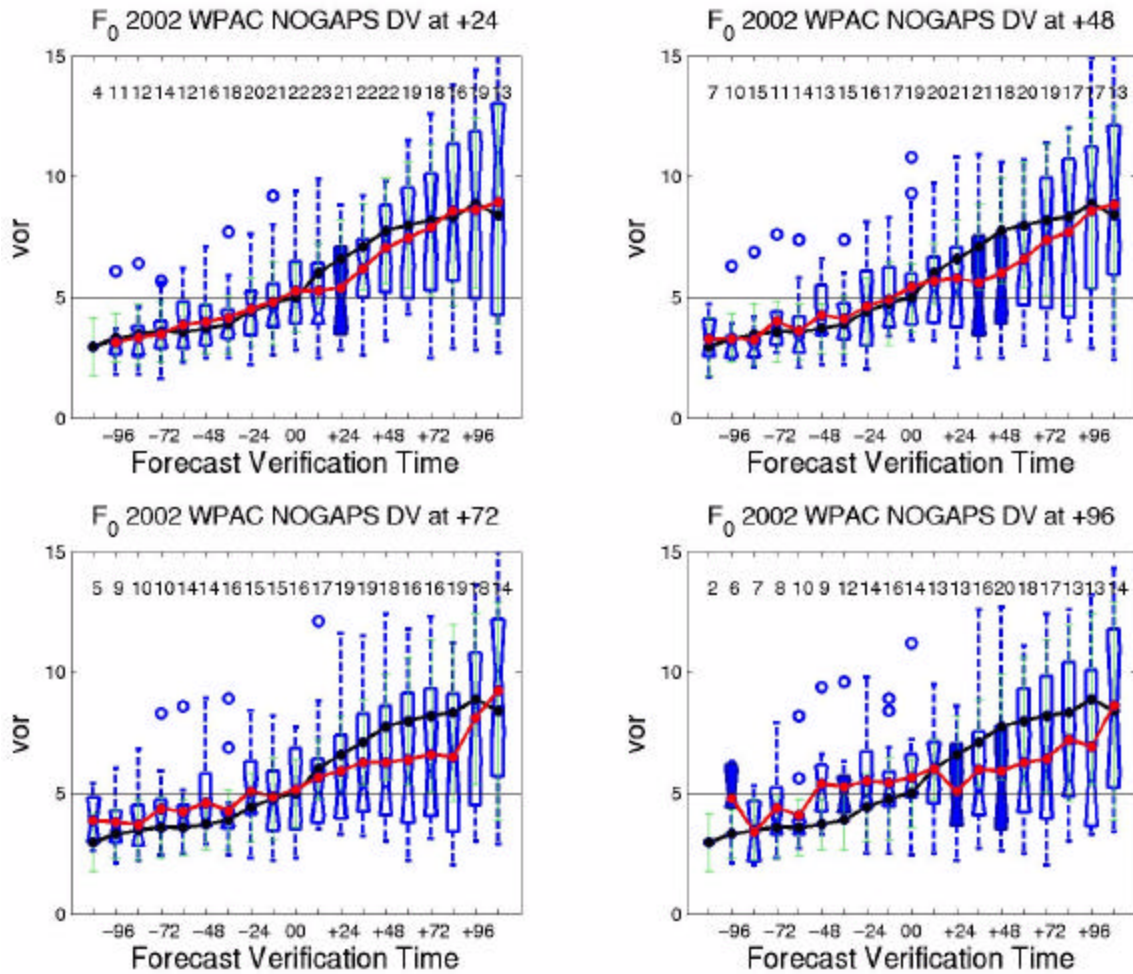 F0 2002 WPAC NOGAPS DV at +24
15
4 11 12 14 12 16 18 20 21 22 23 21 22 22 19 18 16 19 13
10
vor
5
0
−96 −72 −48 −24 00 +24 +48 +72 +96
Forecast Verification Time
F0 2002 WPAC NOGAPS DV at +48
15
7 10 15 11 14 13 15 16 17 19 20 21 21 18 20 19 17 17 13
10
vor
5
0
−96 −72 −48 −24 00 +24 +48 +72 +96
Forecast Verification Time
F0 2002 WPAC NOGAPS DV at +72
15
5 9 10 10 14 14 16 15 15 16 17 19 19 18 16 16 19 18 14
10
vor
5
0
−96 −72 −48 −24 00 +24 +48 +72 +96
Forecast Verification Time
F0 2002 WPAC NOGAPS DV at +96
15
2 6 7 8 10 9 12 14 16 14 13 13 16 20 18 17 13 13 14
10
vor
5
0
−96 −72 −48 −24 00 +24 +48 +72 +96
Forecast Verification Time